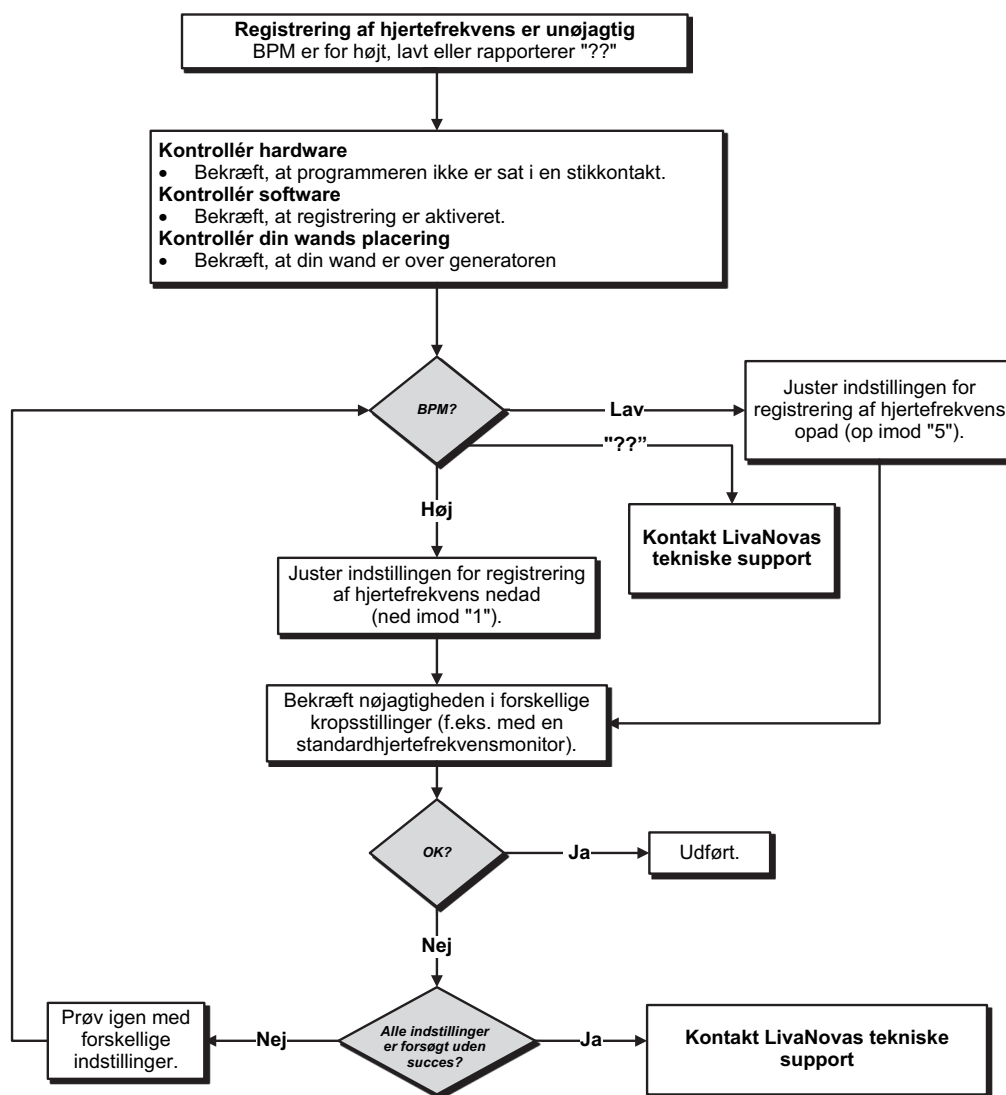 Registrering af hjertefrekvens er unøjagtig
BPM er for højt, lavt eller rapporterer "??"
Kontrollér hardware
• Bekræft, at programmeren ikke er sat i en stikkontakt.
Kontrollér software
• Bekræft, at registrering er aktiveret.
Kontrollér din wands placering
• Bekræft, at din wand er over generatoren
BPM?
Lav
Juster indstillingen for
registrering af hjertefrekvens
opad (op imod "5").
"??”
Kontakt LivaNovas
tekniske support
Høj
Juster indstillingen for registrering
af hjertefrekvens nedad
(ned imod "1").
Bekræft nøjagtigheden i forskellige
kropsstillinger (f.eks. med en
standardhjertefrekvensmonitor).
OK?
Ja
Udført.
Nej
Alle indstillinger
er forsøgt uden
succes?
Nej
Prøv igen med
forskellige
indstillinger.
Ja
Kontakt LivaNovas tekniske
support